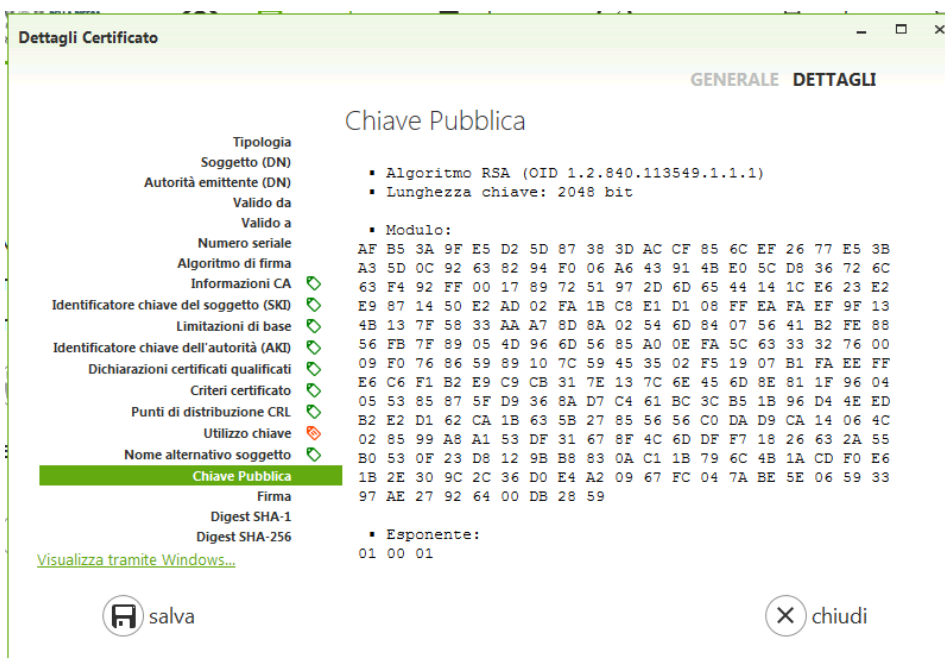 Dettagli Certificato
GENERALE DETTAGLI
Chiave Pubblica
Tipologia
Soggetto (DN)
Autorità emittente (DN)
Valido da
Valido a
Numero seriale
Algoritmo di firma
Informazioni CA
Identificatore chiave del soggetto (SKI)
Limitazioni di base
Identificatore chiave dell'autorità (AKI)
Dichiarazioni certificati qualificati
Criteri certificato
Punti di distribuzione CRL
Utilizzo chiave
Nome alternativo soggetto
Chiave Pubblica
Firma
Digest SHA-1
Digest SHA-256
Visualizza tramite Windows...
▪ Algoritmo RSA (OID 1.2.840.113549.1.1.1)
▪ Lunghezza chiave: 2048 bit
▪ Modulo:
AF B5 3A 9F E5 D2 5D 87 38 3D AC CF 85 6C EF 26 77 E5 3B
A3 5D 0C 92 63 82 94 F0 06 A6 43 91 4B E0 5C D8 36 72 6C
63 F4 92 FF 00 17 89 72 51 97 2D 6D 65 44 14 1C E6 23 E2
E9 87 14 50 E2 AD 02 FA 1B C8 E1 D1 08 FF EA FA EF 9F 13
4B 13 7F 58 33 AA A7 8D 8A 02 54 6D 84 07 56 41 B2 FE 88
56 FB 7F 89 05 4D 96 6D 56 85 A0 0E FA 5C 63 33 32 76 00
09 F0 76 86 59 89 10 7C 59 45 35 02 F5 19 07 B1 FA EE FF
E6 C6 F1 B2 E9 C9 CB 31 7E 13 7C 6E 45 6D 8E 81 1F 96 04
05 53 85 87 5F D9 36 8A D7 C4 61 BC 3C B5 1B 96 D4 4E ED
B2 E2 D1 62 CA 1B 63 5B 27 85 56 56 C0 DA D9 CA 14 06 4C
02 85 99 A8 A1 53 DF 31 67 8F 4C 6D DF F7 18 26 63 2A 55
B0 53 0F 23 D8 12 9B B8 83 0A C1 1B 79 6C 4B 1A CD F0 E6
1B 2E 30 9C 2C 36 D0 E4 A2 09 67 FC 04 7A BE 5E 06 59 33
97 AE 27 92 64 00 DB 28 59
▪ Esponente:
01 00 01
salva
chiudi